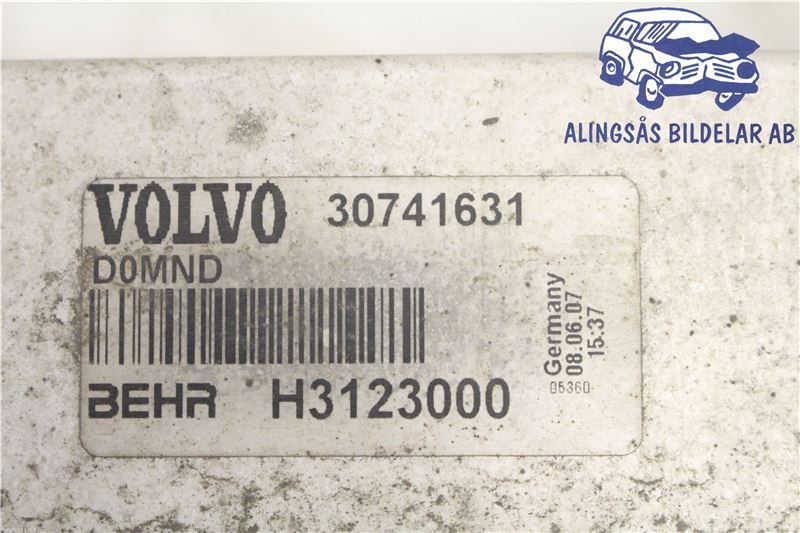 ALINGSÅS BILDELAR AB
VOLVO 30741631
D0MND
BEHR H3123000
Germany
08.06.07
15:37
05360